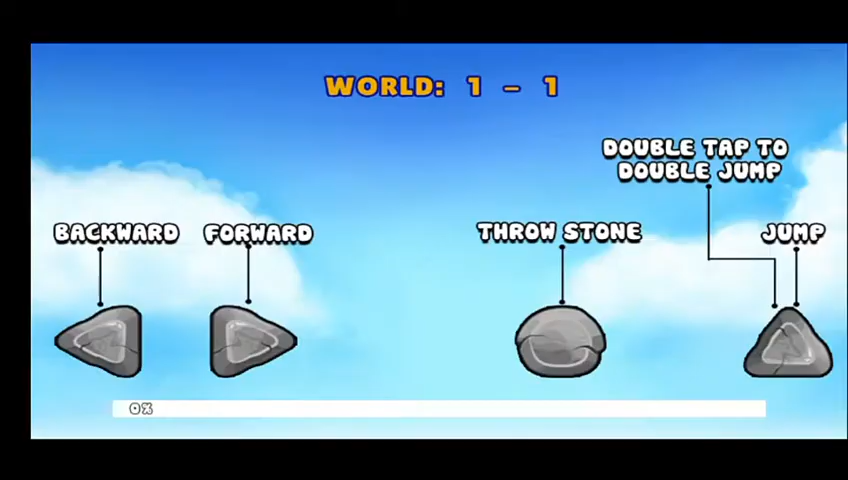 WORLD: 1 - 1
DOUBLE TAP TO
DOUBLE JUMP
BACKWARD
FORWARD
THROW STONE
JUMP
0%